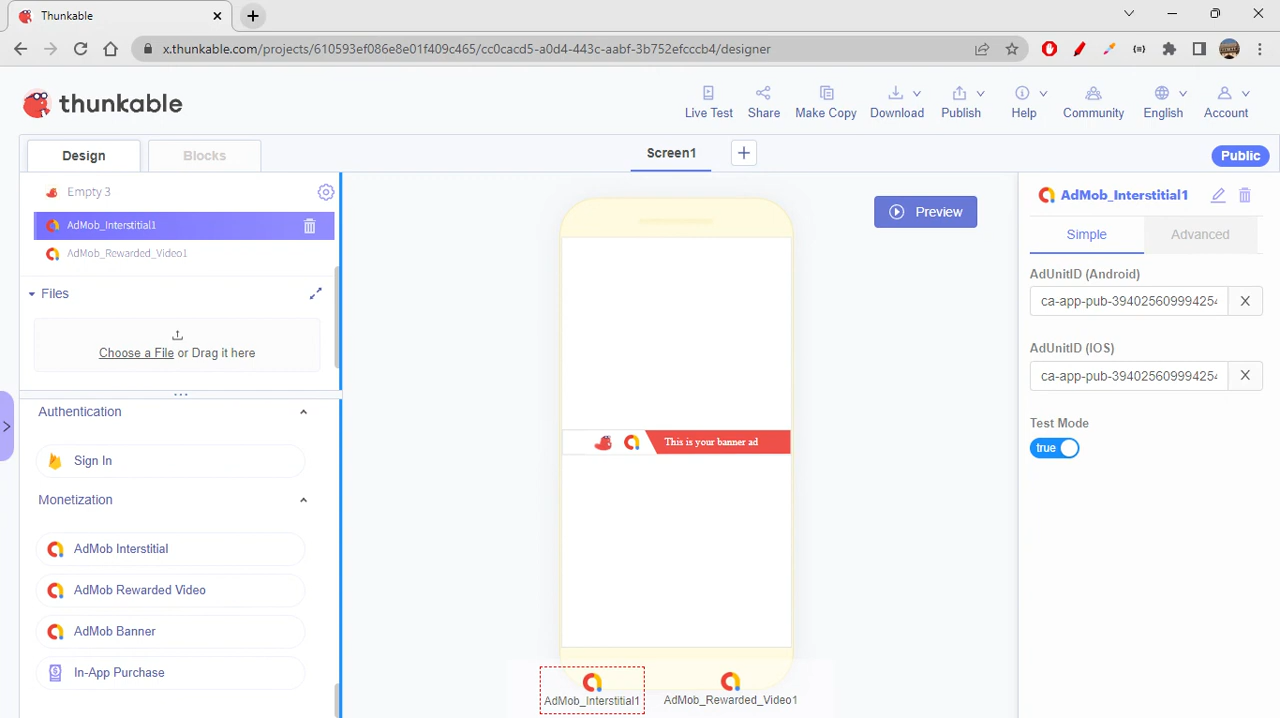 Thunkable
x.thunkable.com/projects/610593ef086e8e01f409c465/cc0cacd5-a0d4-443c-aabf-3b752efcccb4/designer
thunkable
Live Test
Share
Make Copy
Download
Publish
Help
Community
English
Account
Design
Blocks
Screen1
Public
Empty 3
AdMob_Interstitial1
AdMob_Rewarded_Video1
Files
Choose a File or Drag it here
Authentication
Sign In
Monetization
AdMob Interstitial
AdMob Rewarded Video
AdMob Banner
In-App Purchase
Preview
This is your banner ad
AdMob_Interstitial1
AdMob_Rewarded_Video1
AdMob_Interstitial1
Simple
Advanced
AdUnitID (Android)
ca-app-pub-394025609994254
X
AdUnitID (IOS)
ca-app-pub-394025609994254
X
Test Mode
true